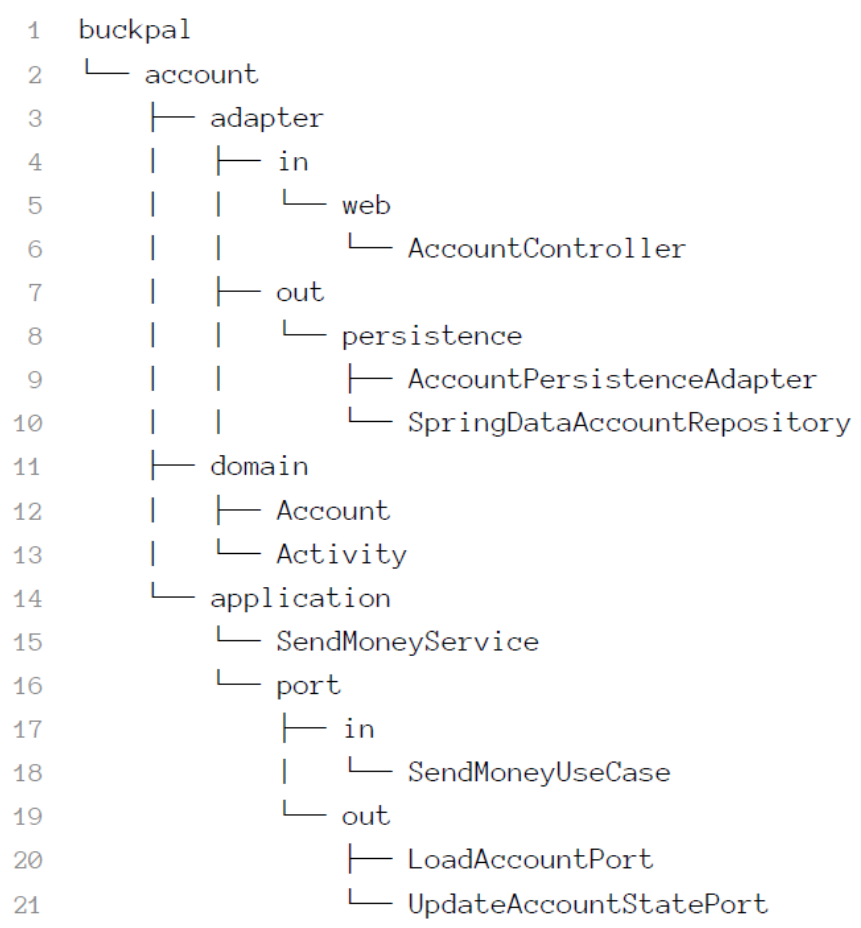 1 buckpal
2 └── account
3     ├── adapter
4     |   ├── in
5     |   |   └── web
6     |   |       └── AccountController
7     |   ├── out
8     |   |   └── persistence
9     |   |       ├── AccountPersistenceAdapter
10     |   |       └── SpringDataAccountRepository
11     ├── domain
12     |   ├── Account
13     |   └── Activity
14     └── application
15         └── SendMoneyService
16         └── port
17             ├── in
18             |   └── SendMoneyUseCase
19             └── out
20                 ├── LoadAccountPort
21                 └── UpdateAccountStatePort